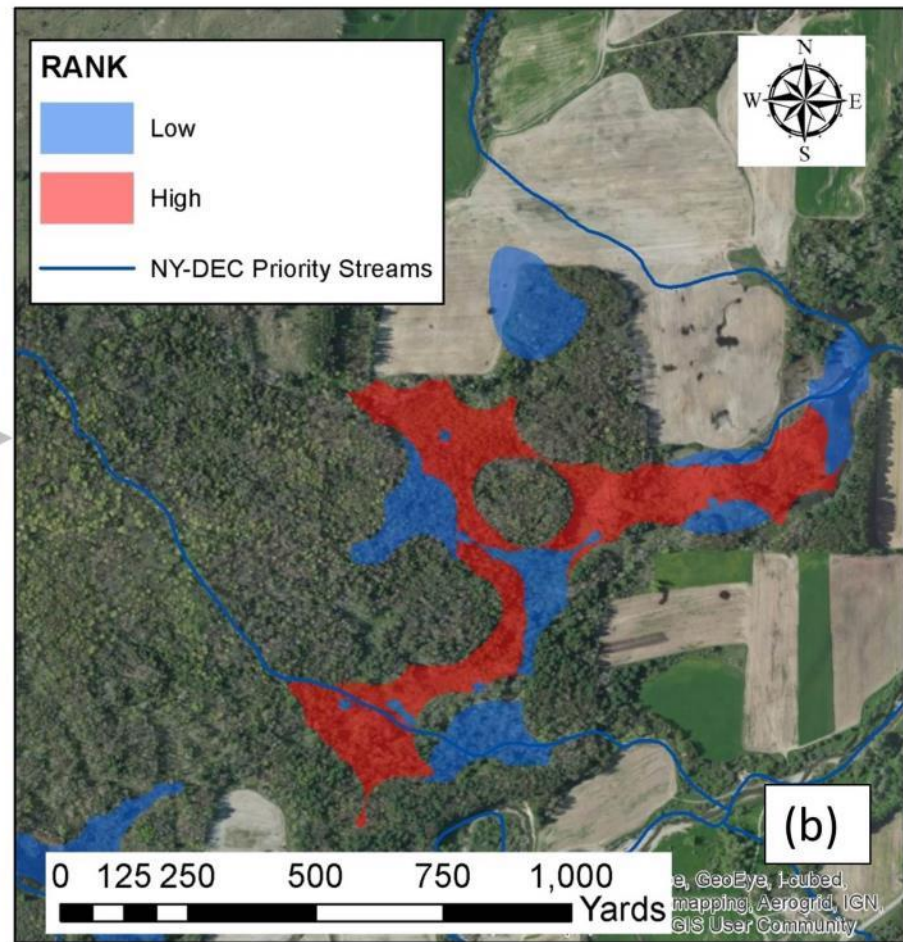 RANK
Low
High
NY-DEC Priority Streams
N
W E
S
(b)
0 125 250 500 750 1,000
Yards
GeoEye, i-cubed,
mapping, Aerogrid, IGN,
GIS User Community